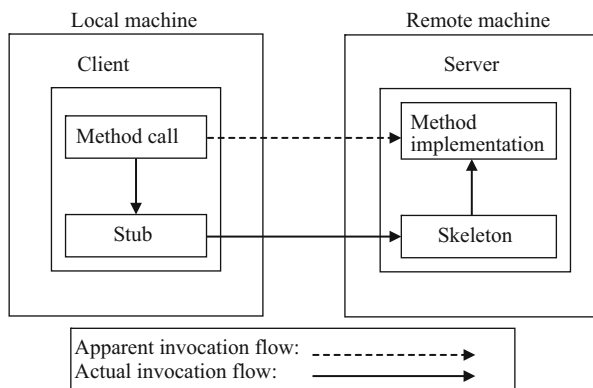 Local machine
Remote machine
Client
Server
Method call
Method
implementation
Stub
Skeleton
Apparent invocation flow:
Actual invocation flow: